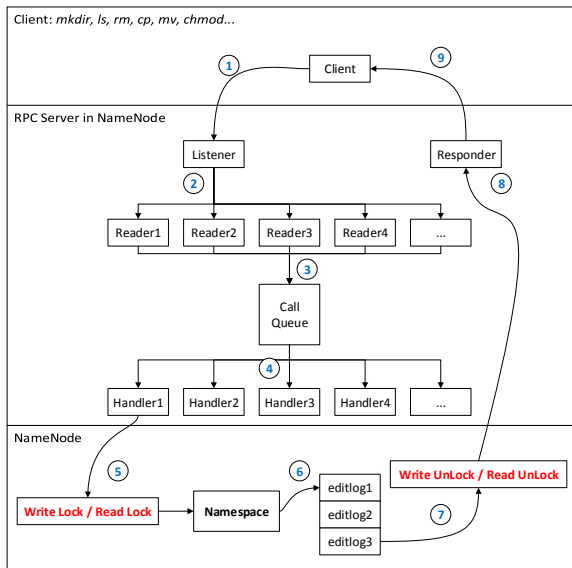 Client: mkdir, ls, rm, cp, mv, chmod...
1
Client
9
RPC Server in NameNode
Listener
Responder
2
8
Reader1
Reader2
Reader3
Reader4
...
3
Call
Queue
4
Handler1
Handler2
Handler3
Handler4
...
NameNode
5
6
Write UnLock / Read UnLock
editlog1
Write Lock / Read Lock
Namespace
editlog2
7
editlog3